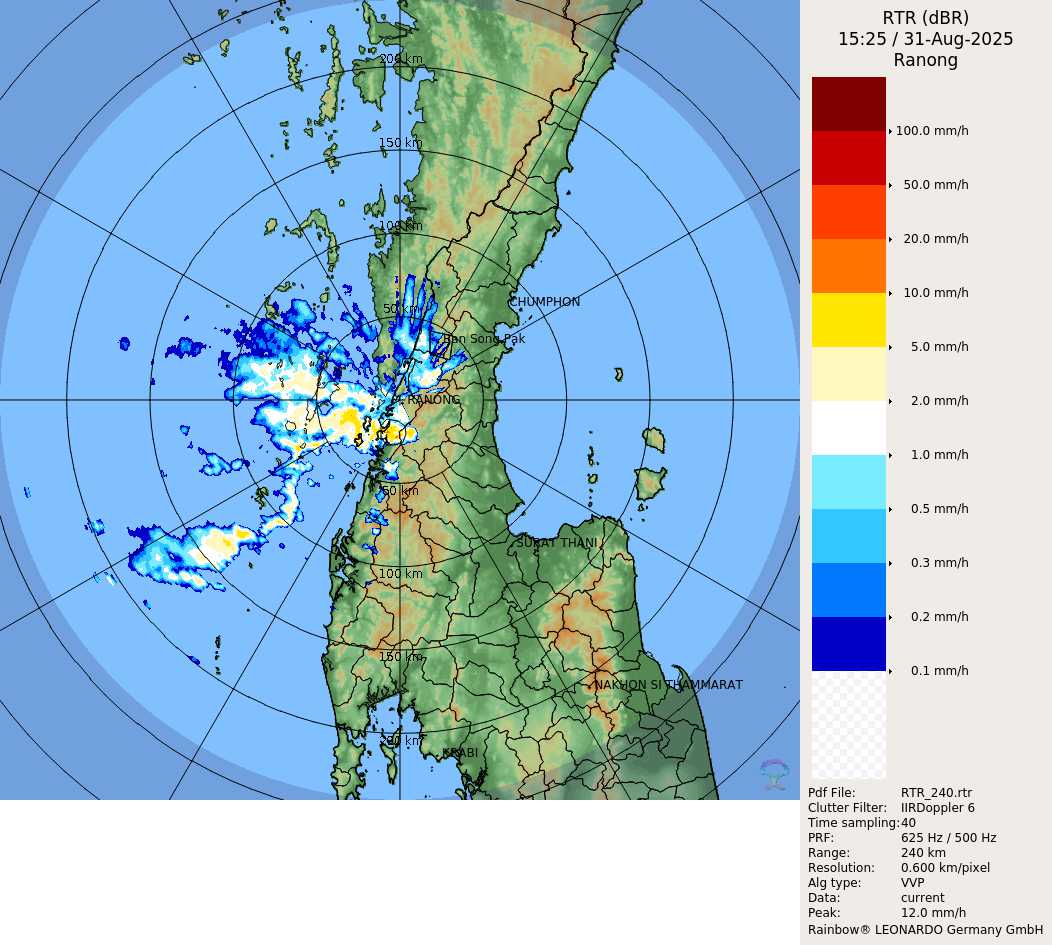 RTR (dBR)
15:25 / 31-Aug-2025
Ranong
200 km
150 km
100 km
50 km
CHUMPHON
Ban Song Pak
RANONG
50 km
SURAT THANI
100 km
150 km
NAKHON SI THAMMARAT
200 km
KRABI
100.0 mm/h
50.0 mm/h
20.0 mm/h
10.0 mm/h
5.0 mm/h
2.0 mm/h
1.0 mm/h
0.5 mm/h
0.3 mm/h
0.2 mm/h
0.1 mm/h
Pdf File: RTR_240.rtr
Clutter Filter: IIRDoppler 6
Time sampling:40
PRF: 625 Hz / 500 Hz
Range: 240 km
Resolution: 0.600 km/pixel
Alg type: VVP
Data: current
Peak: 12.0 mm/h
Rainbow® LEONARDO Germany GmbH